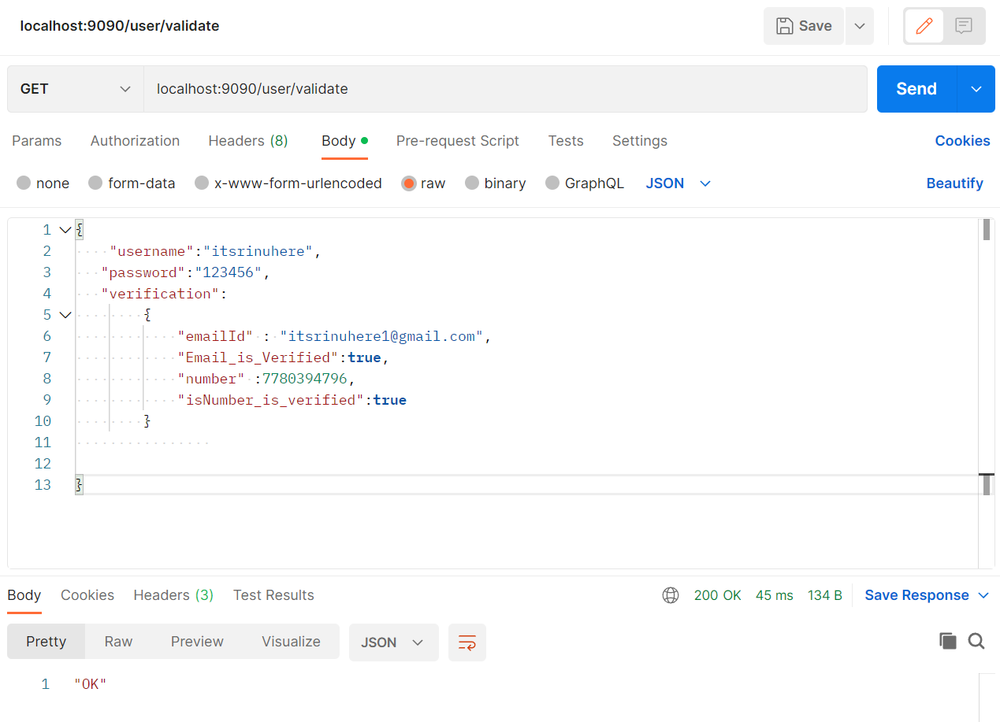 localhost:9090/user/validate
Save
GET localhost:9090/user/validate Send
Params Authorization Headers (8) Body Pre-request Script Tests Settings Cookies
none form-data x-www-form-urlencoded raw binary GraphQL JSON Beautify
1 {
2 "username":"itsrinuhere",
3 "password":"123456",
4 "verification":
5 {
6 "emailId" : "itsrinuhere1@gmail.com",
7 "Email_is_Verified":true,
8 "number" :7780394796,
9 "isNumber_is_verified":true
10 }
11
12
13 }
Body Cookies Headers (3) Test Results 200 OK 45 ms 134 B Save Response
Pretty Raw Preview Visualize JSON
1 "OK"